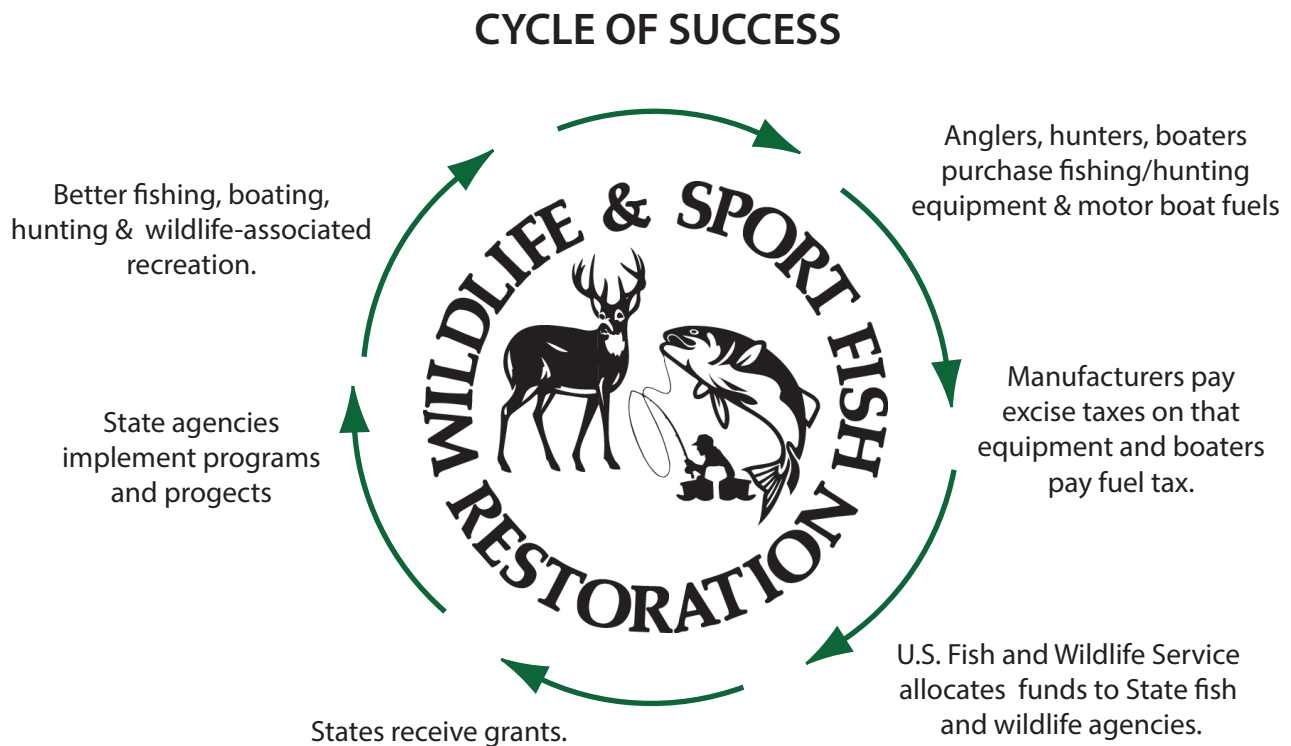 CYCLE OF SUCCESS
Anglers, hunters, boaters
purchase fishing/hunting
equipment & motor boat fuels
Manufacturers pay
excise taxes on that
equipment and boaters
pay fuel tax.
U.S. Fish and Wildlife Service
allocates funds to State fish
and wildlife agencies.
States receive grants.
State agencies
implement programs
and progects
Better fishing, boating,
hunting & wildlife-associated
recreation.
WILDLIFE & SPORT FISH
RESTORATION